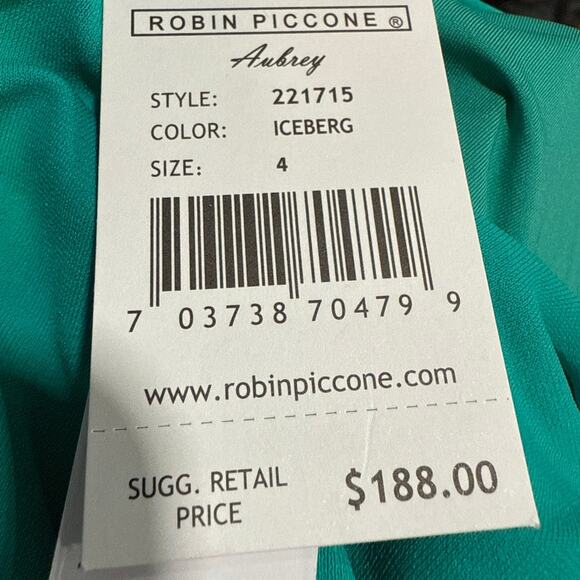 ROBIN PICCONE ®
Aubrey
STYLE: 221715
COLOR: ICEBERG
SIZE: 4
7 03738 70479 9
www.robinpiccone.com
SUGG. RETAIL PRICE $188.00